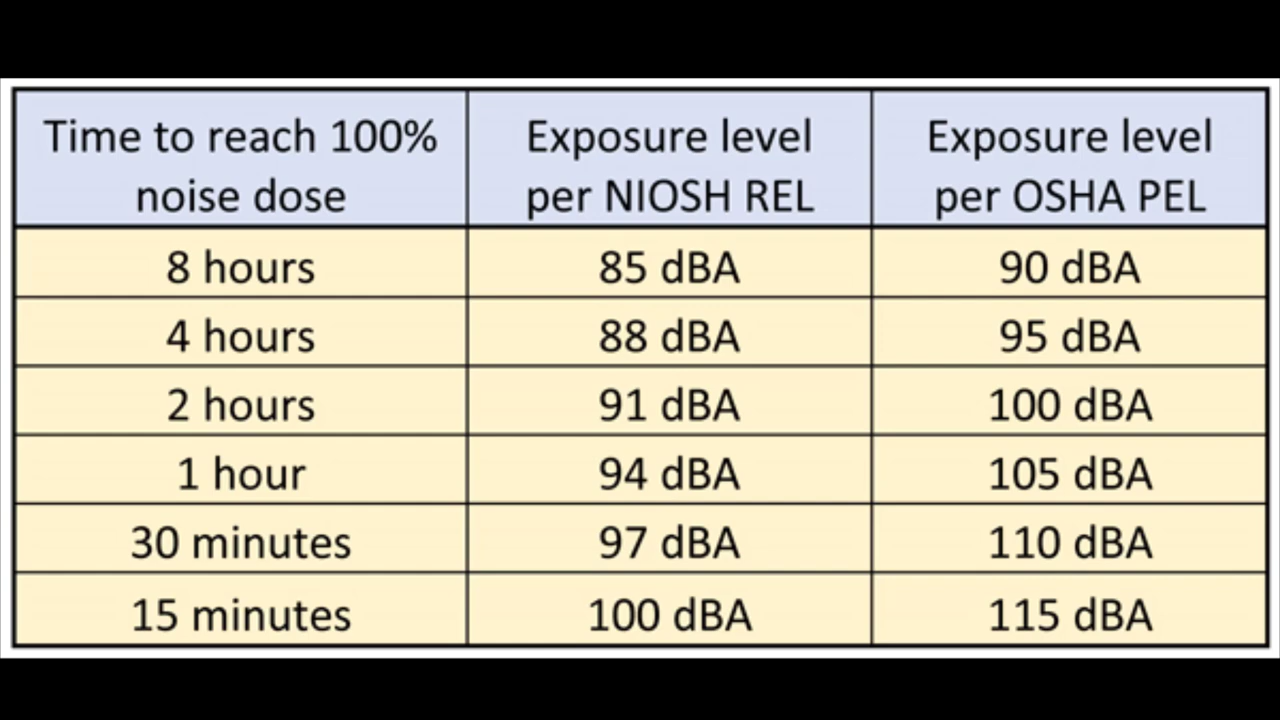 Time to reach 100% noise dose | Exposure level per NIOSH REL | Exposure level per OSHA PEL
8 hours | 85 dBA | 90 dBA
4 hours | 88 dBA | 95 dBA
2 hours | 91 dBA | 100 dBA
1 hour | 94 dBA | 105 dBA
30 minutes | 97 dBA | 110 dBA
15 minutes | 100 dBA | 115 dBA